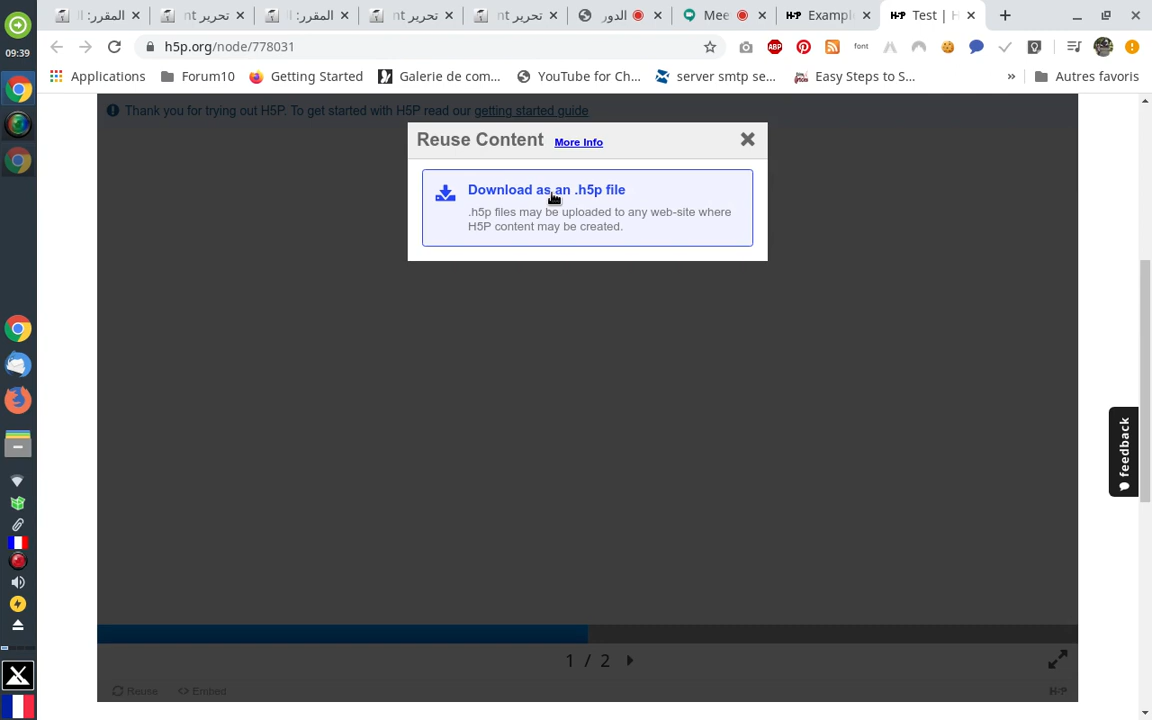 09:39
المقرر: ا
تحرير nt
المقرر: ا
تحرير nt
تحرير nt
الدور
Mee
H-P Exampl
H-P Test | H
h5p.org/node/778031
ABP
font
Applications
Forum10
Getting Started
Galerie de com...
YouTube for Ch...
server smtp se...
Easy Steps to S...
»
Autres favoris
Thank you for trying out H5P. To get started with H5P read our getting started guide
Reuse Content More Info
Download as an .h5p file
.h5p files may be uploaded to any web-site where
H5P content may be created.
feedback
1 / 2
Reuse <> Embed
H-P